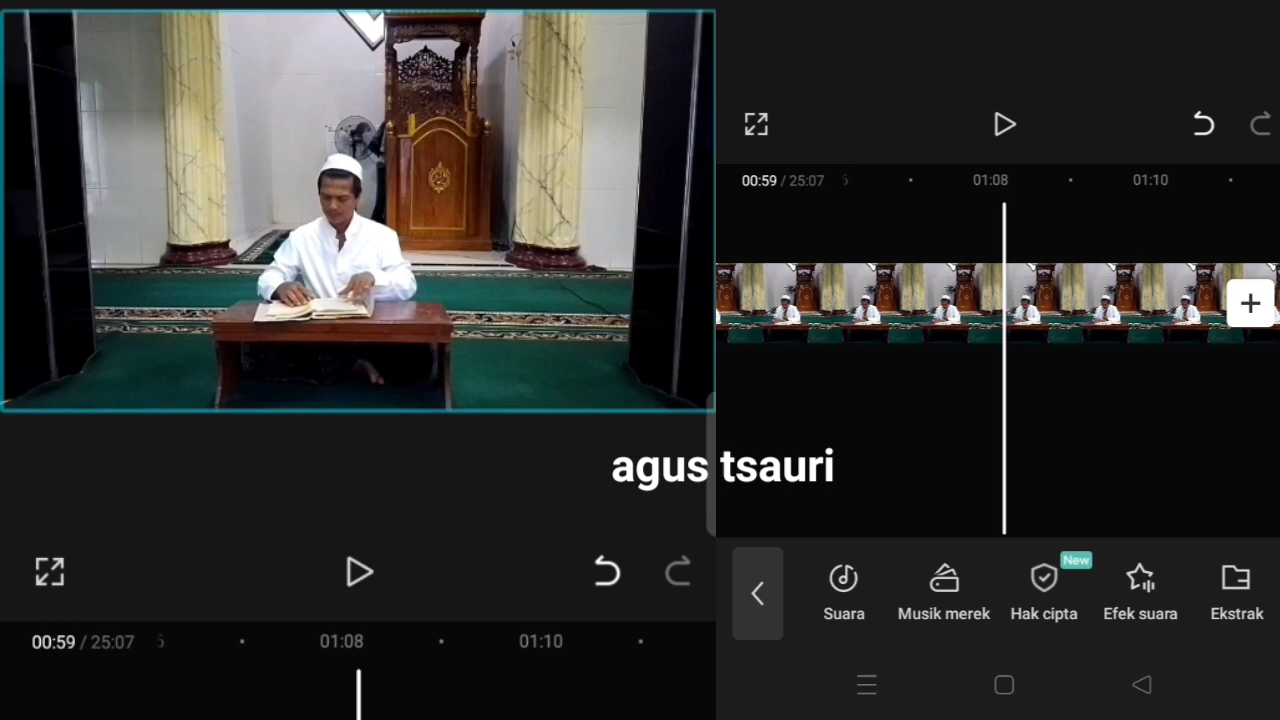 00:59 / 25:07
01:08
01:10
agus tsauri
New
Suara
Musik merek
Hak cipta
Efek suara
Ekstrak
00:59 / 25:07
01:08
01:10